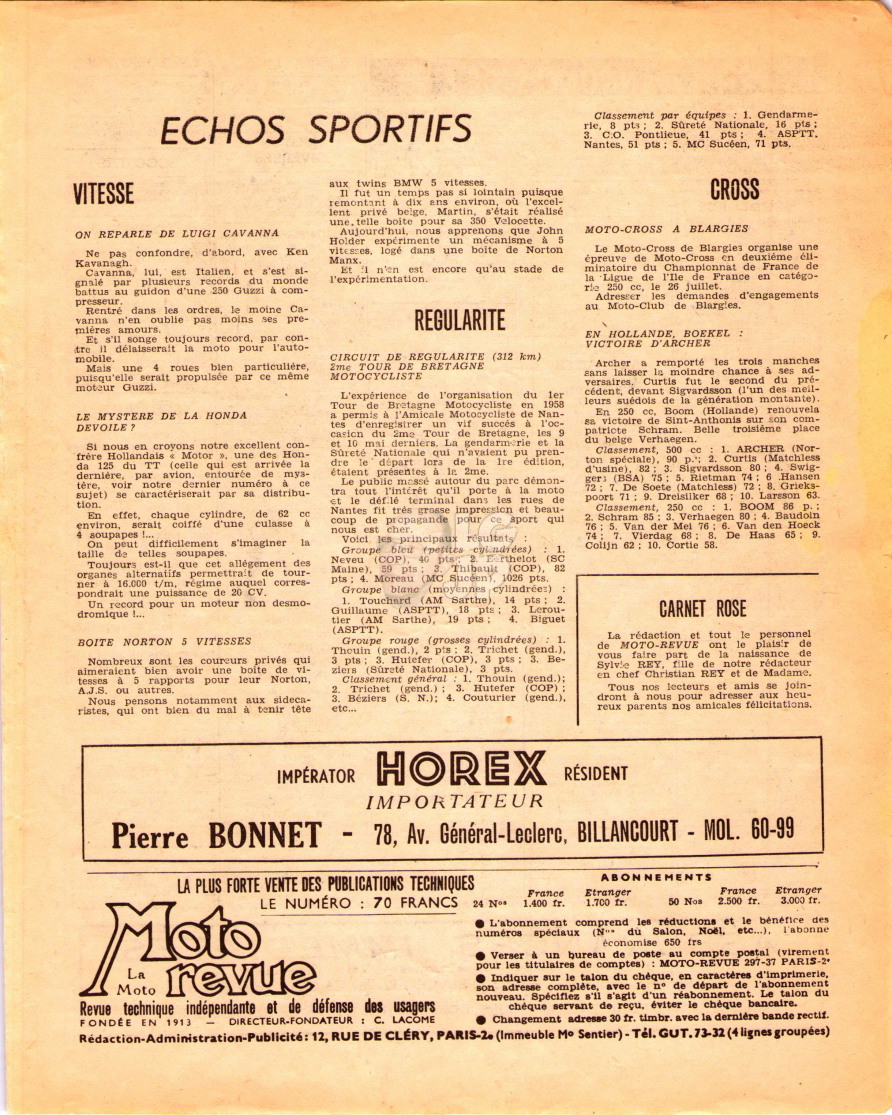 ECHOS SPORTIFS
VITESSE
ON REPARLE DE LUIGI CAVANNA
Ne pas confondre, d'abord, avec Ken
Kavanagh.
Cavanna, lui, est Italien, et s'est si-
gnalé par plusieurs records du monde
battus au guidon d'une 250 Guzzi à com-
presseur.
Rentré dans les ordres, le moine Ca-
vanna n'en oublie pas moins ses pre-
mières amours.
Et s'il songe toujours record, par con-
tre il délaisserait la moto pour l'auto-
mobile.
Mais une 4 roues bien particulière,
puisqu'elle serait propulsée par ce même
moteur Guzzi.
LE MYSTERE DE LA HONDA
DEVOILE ?
Si nous en croyons notre excellent con-
frère Hollandais « Motor », une des Hon-
da 125 du TT (celle qui est arrivée la
dernière, par avion, entourée de mys-
tère, voir notre dernier numéro à ce
sujet) se caractériserait par sa distribu-
tion.
En effet, chaque cylindre, de 62 cc
environ, serait coiffé d'une culasse à
4 soupapes !...
On peut difficilement s'imaginer la
taille de telles soupapes.
Toujours est-il que cet allégement des
organes alternatifs permettrait de tour-
ner à 16.000 t/m, régime auquel corres-
pondrait une puissance de 20 CV.
Un record pour un moteur non desmo-
dromique !...
BOITE NORTON 5 VITESSES
Nombreux sont les coureurs privés qui
aimeraient bien avoir une boîte de vi-
tesses à 5 rapports pour leur Norton,
A.J.S. ou autres.
Nous pensons notamment aux sideca-
ristes, qui ont bien du mal à tenir tête
aux twins BMW 5 vitesses.
Il fut un temps pas si lointain puisque
remontant à dix ans environ, où l'excel-
lent privé belge, Martin, s'était réalisé
une telle boîte pour sa 350 Velocette.
Aujourd'hui, nous apprenons que John
Holder expérimente un mécanisme à 5
vitesses, logé dans une boîte de Norton
Manx.
Et il n'en est encore qu'au stade de
l'expérimentation.
REGULARITE
CIRCUIT DE REGULARITE (312 km)
2me TOUR DE BRETAGNE
MOTOCYCLISTE
L'expérience de l'organisation du 1er
Tour de Bretagne Motocycliste en 1958
a permis à l'Amicale Motocycliste de Nan-
tes d'enregistrer un vif succès à l'oc-
casion du 2me Tour de Bretagne, les 9
et 10 mai derniers. La gendarmerie et la
Sûreté Nationale qui n'avaient pu pren-
dre le départ lors de la 1re édition,
étaient présentes à la 2me.
Le public massé autour du parc démon-
tra tout l'intérêt qu'il porte à la moto
et le défilé terminal dans les rues de
Nantes fit très grosse impression et beau-
coup de propagande pour ce sport qui
nous est cher.
Voici les principaux résultats :
Groupe bleu (petites cylindrées) : 1.
Neveu (COP), 40 pts ; 2. Berthelot (SC
Maine), 59 pts ; 3. Thibault (COP), 82
pts ; 4. Moreau (MC Sucéen), 1026 pts.
Groupe blanc (moyennes cylindrées) :
1. Touchard (AM Sarthe), 14 pts ; 2.
Guillaume (ASPTT), 18 pts ; 3. Lerou-
tier (AM Sarthe), 19 pts ; 4. Biguet
(ASPTT).
Groupe rouge (grosses cylindrées) : 1.
Thouin (gend.), 2 pts ; 2. Trichet (gend.),
3 pts ; 3. Hutefer (COP), 3 pts ; 3. Be-
ziers (Sûreté Nationale), 3 pts.
Classement général : 1. Thouin (gend.);
2. Trichet (gend.) ; 3. Hutefer (COP) ;
3. Béziers (S. N.); 4. Couturier (gend.),
etc...
Classement par équipes : 1. Gendarme-
rie, 8 pts ; 2. Sûreté Nationale, 16 pts ;
3. C.O. Pontlieue, 41 pts ; 4. ASPTT.
Nantes, 51 pts ; 5. MC Sucéen, 71 pts.
CROSS
MOTO-CROSS A BLARGIES
Le Moto-Cross de Blargies organise une
épreuve de Moto-Cross en deuxième éli-
minatoire du Championnat de France de
la Ligue de l'Ile de France en catégo-
rie 250 cc, le 26 juillet.
Adresser les demandes d'engagements
au Moto-Club de Blargies.
EN HOLLANDE, BOEKEL :
VICTOIRE D'ARCHER
Archer a remporté les trois manches
sans laisser la moindre chance à ses ad-
versaires. Curtis fut le second du pré-
cédent, devant Sigvardsson (l'un des meil-
leurs suédois de la génération montante).
En 250 cc, Boom (Hollande) renouvela
sa victoire de Sint-Anthonis sur son com-
patricte Schram. Belle troisième place
du belge Verhaegen.
Classement, 500 cc : 1. ARCHER (Nor-
ton spéciale), 90 p.; 2. Curtis (Matchless
d'usine), 82 ; 3. Sigvardsson 80 ; 4. Swig-
gers (BSA) 75 ; 5. Rietman 74 ; 6 Hansen
72 ; 7. De Soete (Matchless) 72 ; 8. Grieks-
poort 71 ; 9. Dreisilker 68 ; 10. Larsson 63.
Classement, 250 cc : 1. BOOM 86 p. ;
2. Schram 85 ; 3. Verhaegen 80 ; 4. Baudoin
76 ; 5. Van der Mei 76 ; 6. Van den Hoeck
74 ; 7. Vierdag 68 ; 8. De Haas 65 ; 9.
Colijn 62 ; 10. Cortie 58.
CARNET ROSE
La rédaction et tout le personnel
de MOTO-REVUE ont le plaisir de
vous faire part de la naissance de
Sylvie REY, fille de notre rédacteur
en chef Christian REY et de Madame.
Tous nos lecteurs et amis se join-
dront à nous pour adresser aux heu-
reux parents nos amicales félicitations.
IMPÉRATOR HOREX RÉSIDENT
IMPORTATEUR
Pierre BONNET - 78, Av. Général-Leclerc, BILLANCOURT - MOL. 60-99
LA PLUS FORTE VENTE DES PUBLICATIONS TECHNIQUES
LE NUMÉRO : 70 FRANCS
La Moto
Moto revue
Revue technique indépendante et de défense des usagers
FONDÉE EN 1913 — DIRECTEUR-FONDATEUR : C. LACOME
ABONNEMENTS
France Etranger France Etranger
24 Nos 1.400 fr. 1.700 fr. 50 Nos 2.500 fr. 3.000 fr.
● L'abonnement comprend les réductions et le bénéfice des
numéros spéciaux (Nos du Salon, Noël, etc...), l'abonne
économise 650 frs
● Verser à un bureau de poste au compte postal (virement
pour les titulaires de comptes) : MOTO-REVUE 297-37 PARIS-2e
● Indiquer sur le talon du chèque, en caractères d'imprimerie,
son adresse complète, avec le n° de départ de l'abonnement
nouveau. Spécifiez s'il s'agit d'un réabonnement. Le talon du
chèque servant de reçu, éviter le chèque bancaire.
● Changement adresse 30 fr. timbr. avec la dernière bande rectif.
Rédaction-Administration-Publicité : 12, RUE DE CLÉRY, PARIS-2e (Immeuble Mo Sentier) - Tél. GUT. 73-32 (4 lignes groupées)